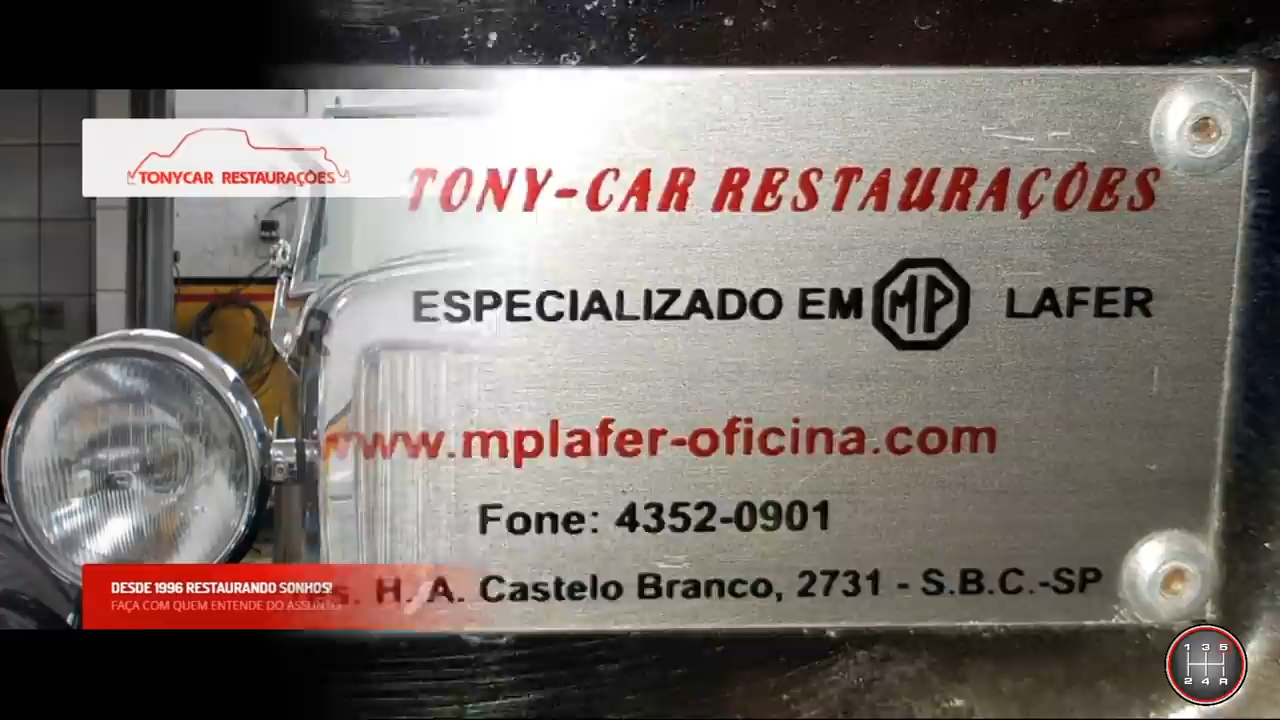 TONYCAR RESTAURAÇÕES
TONY-CAR RESTAURAÇÕES
ESPECIALIZADO EM MP LAFER
www.mplafer-oficina.com
Fone: 4352-0901
H. A. Castelo Branco, 2731 - S.B.C.-SP
DESDE 1996 RESTAURANDO SONHOS!
FAÇA COM QUEM ENTENDE DO ASSUNTO
1 3 5
2 4 R